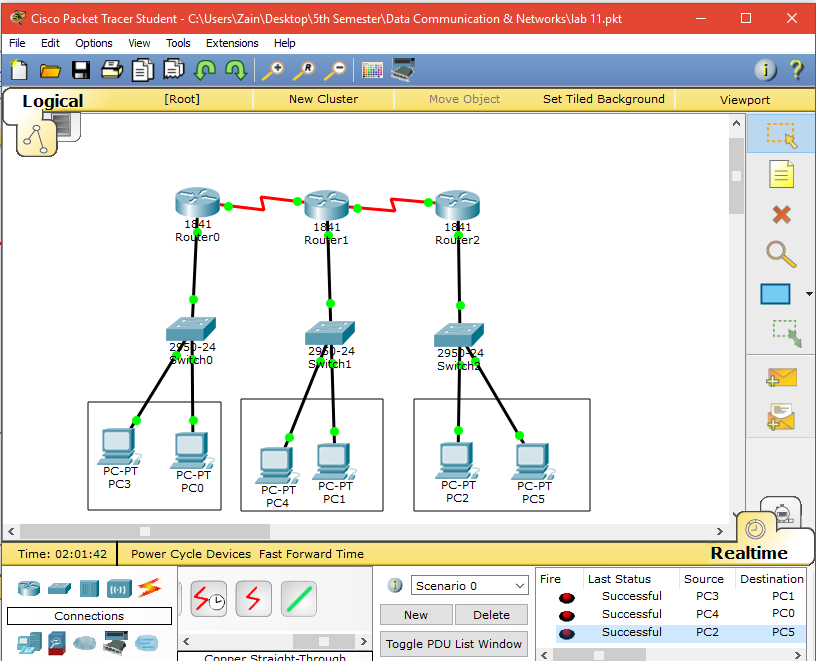 Cisco Packet Tracer Student - C:\Users\Zain\Desktop\5th Semester\Data Communication & Networks\lab 11.pkt
File Edit Options View Tools Extensions Help
Logical [Root] New Cluster Move Object Set Tiled Background Viewport
1841 1841 1841
Router0 Router1 Router2
2950-24 2950-24 2950-24
Switch0 Switch1 Switch2
PC-PT PC-PT PC-PT PC-PT PC-PT PC-PT
PC3 PC0 PC4 PC1 PC2 PC5
Time: 02:01:42 Power Cycle Devices Fast Forward Time Realtime
Scenario 0
Fire Last Status Source Destination
Successful PC3 PC1
Connections New Delete Successful PC4 PC0
Successful PC2 PC5
Toggle PDU List Window
Copper Straight-Through